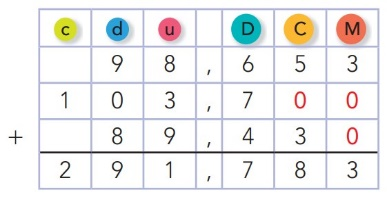 c d u D C M
9 8 , 6 5 3
1 0 3 , 7 0 0
+ 8 9 , 4 3 0
2 9 1 , 7 8 3